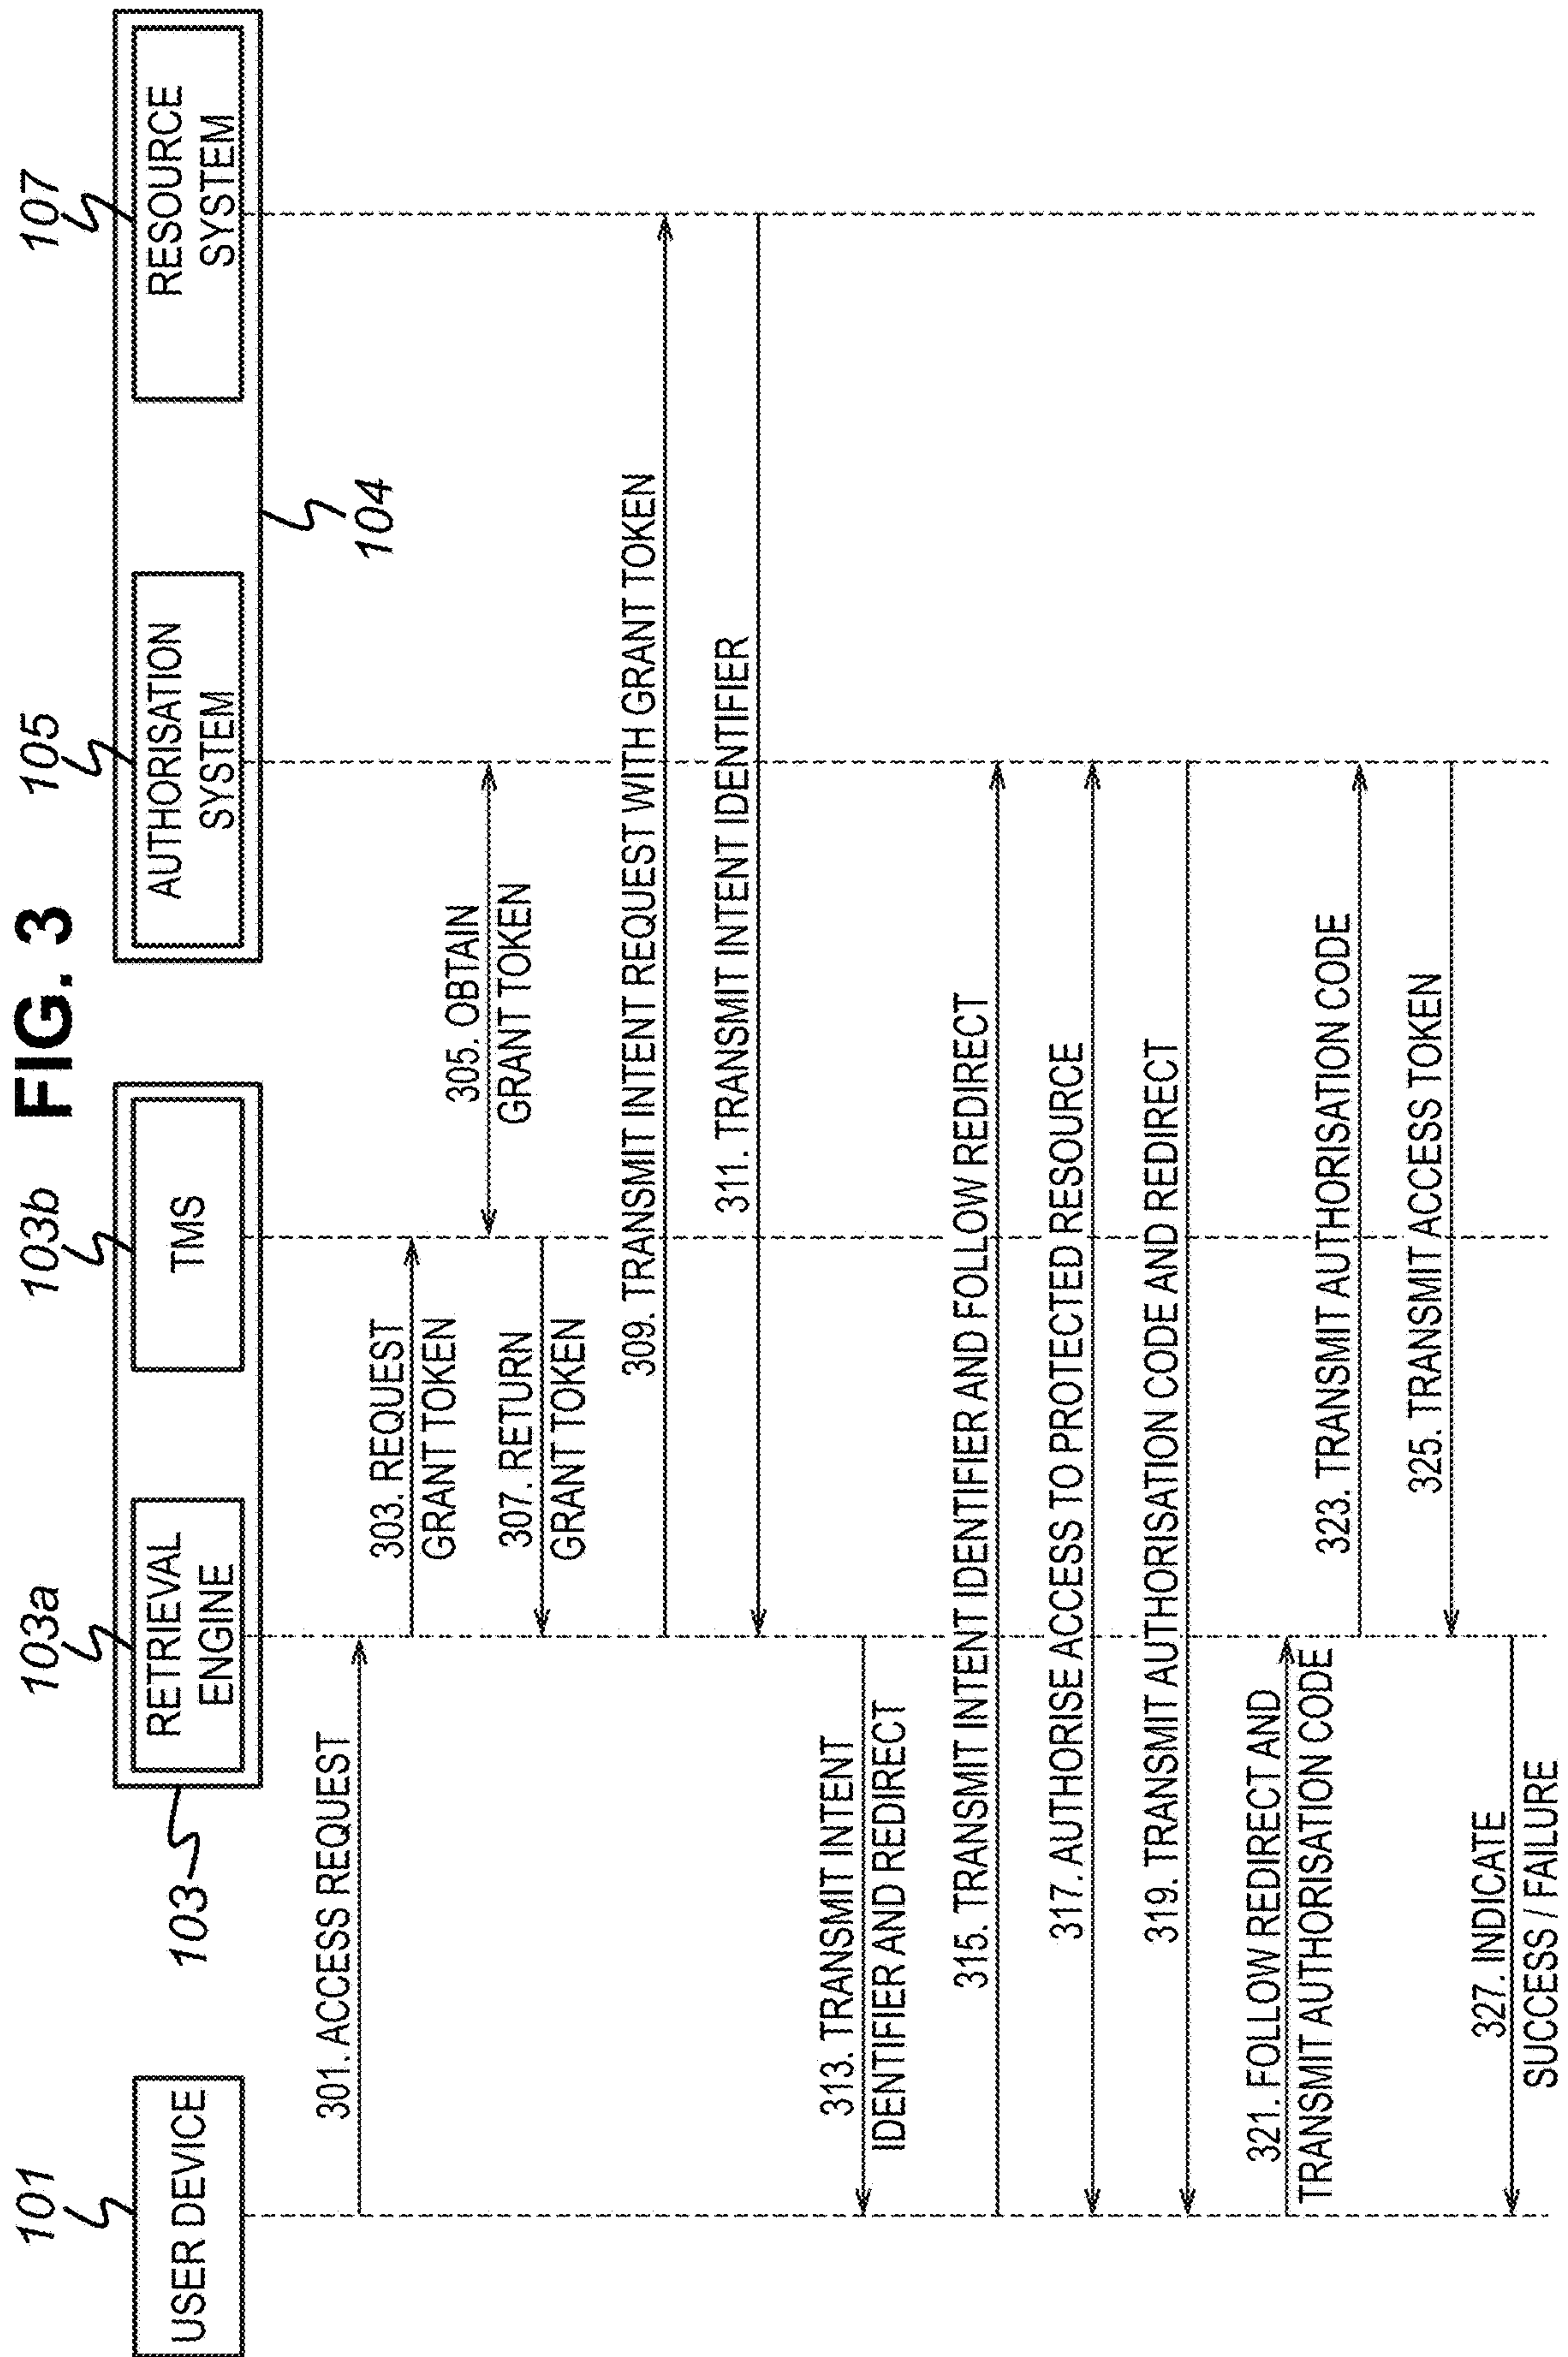 FIG. 3
101
USER DEVICE
103
103a
RETRIEVAL
ENGINE
103b
TMS
105
AUTHORISATION
SYSTEM
104
107
RESOURCE
SYSTEM
301. ACCESS REQUEST
303. REQUEST
GRANT TOKEN
305. OBTAIN
GRANT TOKEN
307. RETURN
GRANT TOKEN
309. TRANSMIT INTENT REQUEST WITH GRANT TOKEN
311. TRANSMIT INTENT IDENTIFIER
313. TRANSMIT INTENT
IDENTIFIER AND REDIRECT
315. TRANSMIT INTENT IDENTIFIER AND FOLLOW REDIRECT
317. AUTHORISE ACCESS TO PROTECTED RESOURCE
319. TRANSMIT AUTHORISATION CODE AND REDIRECT
321. FOLLOW REDIRECT AND
TRANSMIT AUTHORISATION CODE
323. TRANSMIT AUTHORISATION CODE
325. TRANSMIT ACCESS TOKEN
327. INDICATE
SUCCESS / FAILURE